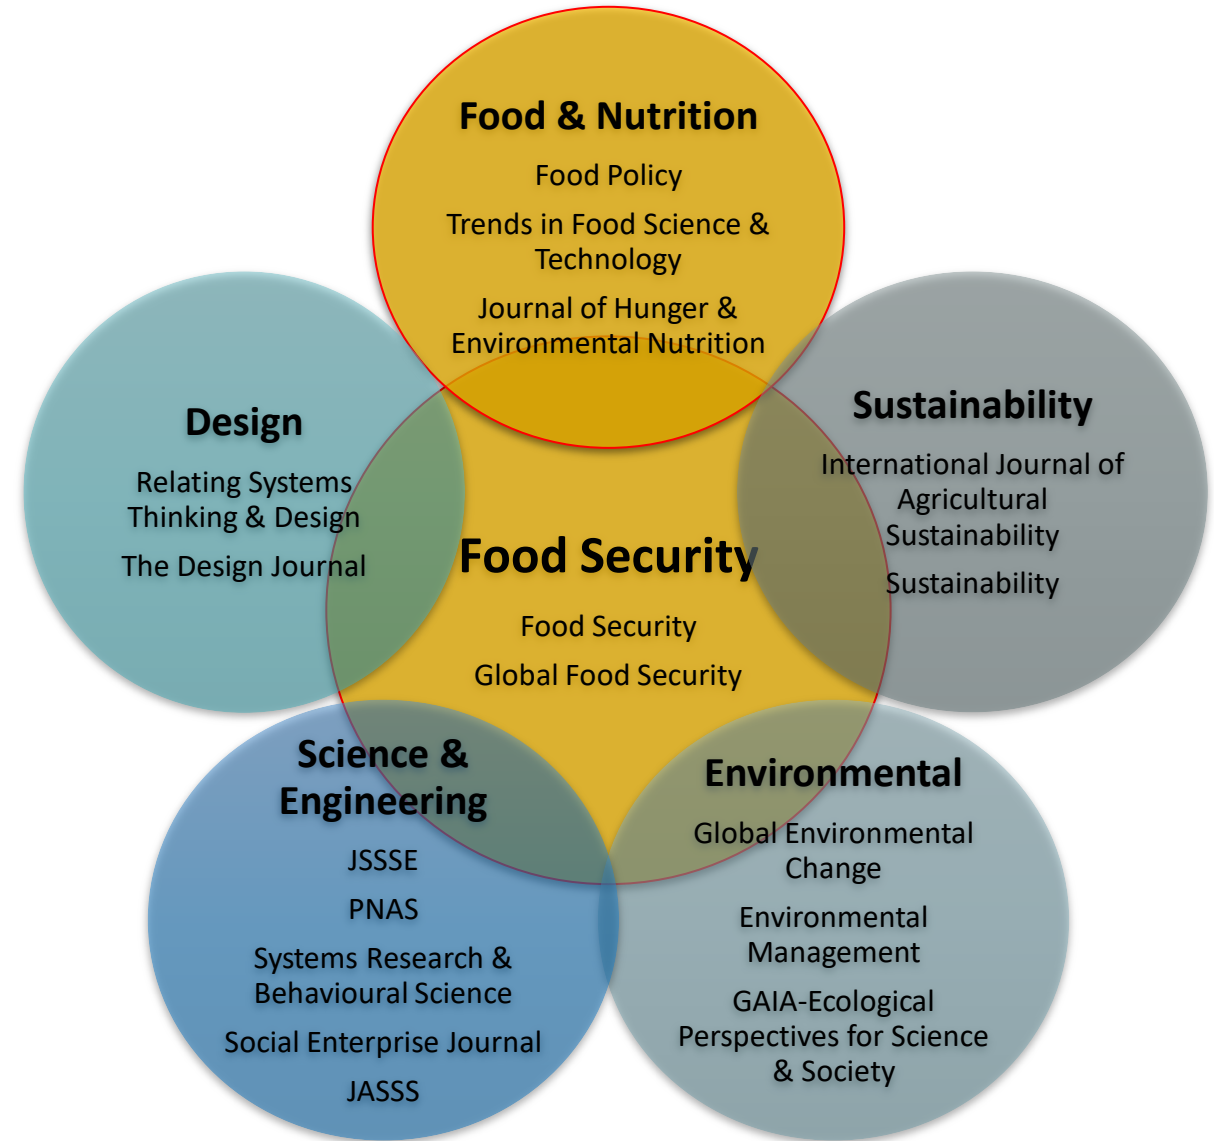 Food & Nutrition
Food Policy
Trends in Food Science &
Technology
Journal of Hunger &
Environmental Nutrition
Design
Relating Systems
Thinking & Design
The Design Journal
Sustainability
International Journal of
Agricultural
Sustainability
Sustainability
Food Security
Food Security
Global Food Security
Science &
Engineering
JSSSE
PNAS
Systems Research &
Behavioural Science
Social Enterprise Journal
JASSS
Environmental
Global Environmental
Change
Environmental
Management
GAIA-Ecological
Perspectives for Science
& Society